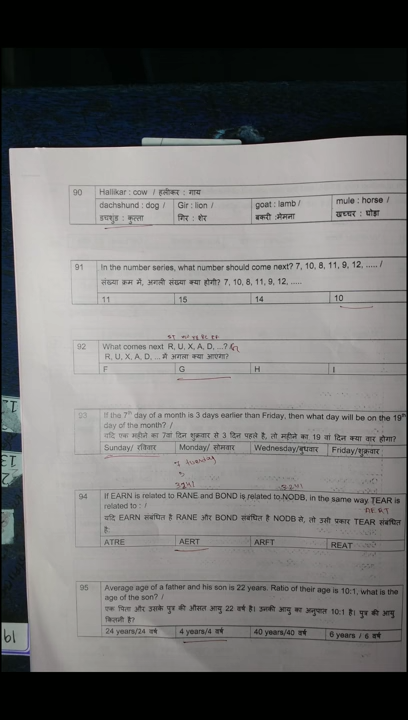 90 Hallikar : cow / हलीकर : गाय
dachshund : dog / Gir : lion / goat : lamb / mule : horse /
डचशुंड : कुत्ता गिर : शेर बकरी :मेमना खच्चर : घोड़ा
91 In the number series, what number should come next? 7, 10, 8, 11, 9, 12, ..... /
संख्या क्रम में, अगली संख्या क्या होगी? 7, 10, 8, 11, 9, 12, .....
11 15 14 10
92 What comes next R, U, X, A, D, ...? / G
R, U, X, A, D, ... में अगला क्या आएगा?
F G H I
93 If the 7th day of a month is 3 days earlier than Friday, then what day will be on the 19th
day of the month? /
यदि एक महीने का 7वां दिन शुक्रवार से 3 दिन पहले है, तो महीने का 19 वां दिन क्या वार होगा?
Sunday/ रविवार Monday/ सोमवार Wednesday/बुधवार Friday/शुक्रवार
7 Tuesday
3241 3241
94 If EARN is related to RANE and BOND is related to NODB, in the same way TEAR is
related to : / AERT
यदि EARN संबंधित है RANE और BOND संबंधित है NODB से, तो उसी प्रकार TEAR संबंधित
है:
ATRE AERT ARFT REAT
95 Average age of a father and his son is 22 years. Ratio of their age is 10:1, what is the
age of the son? /
एक पिता और उसके पुत्र की औसत आयु 22 वर्ष है। उनकी आयु का अनुपात 10:1 है। पुत्र की आयु
कितनी है?
24 years/24 वर्ष 4 years/4 वर्ष 40 years/40 वर्ष 6 years / 6 वर्ष